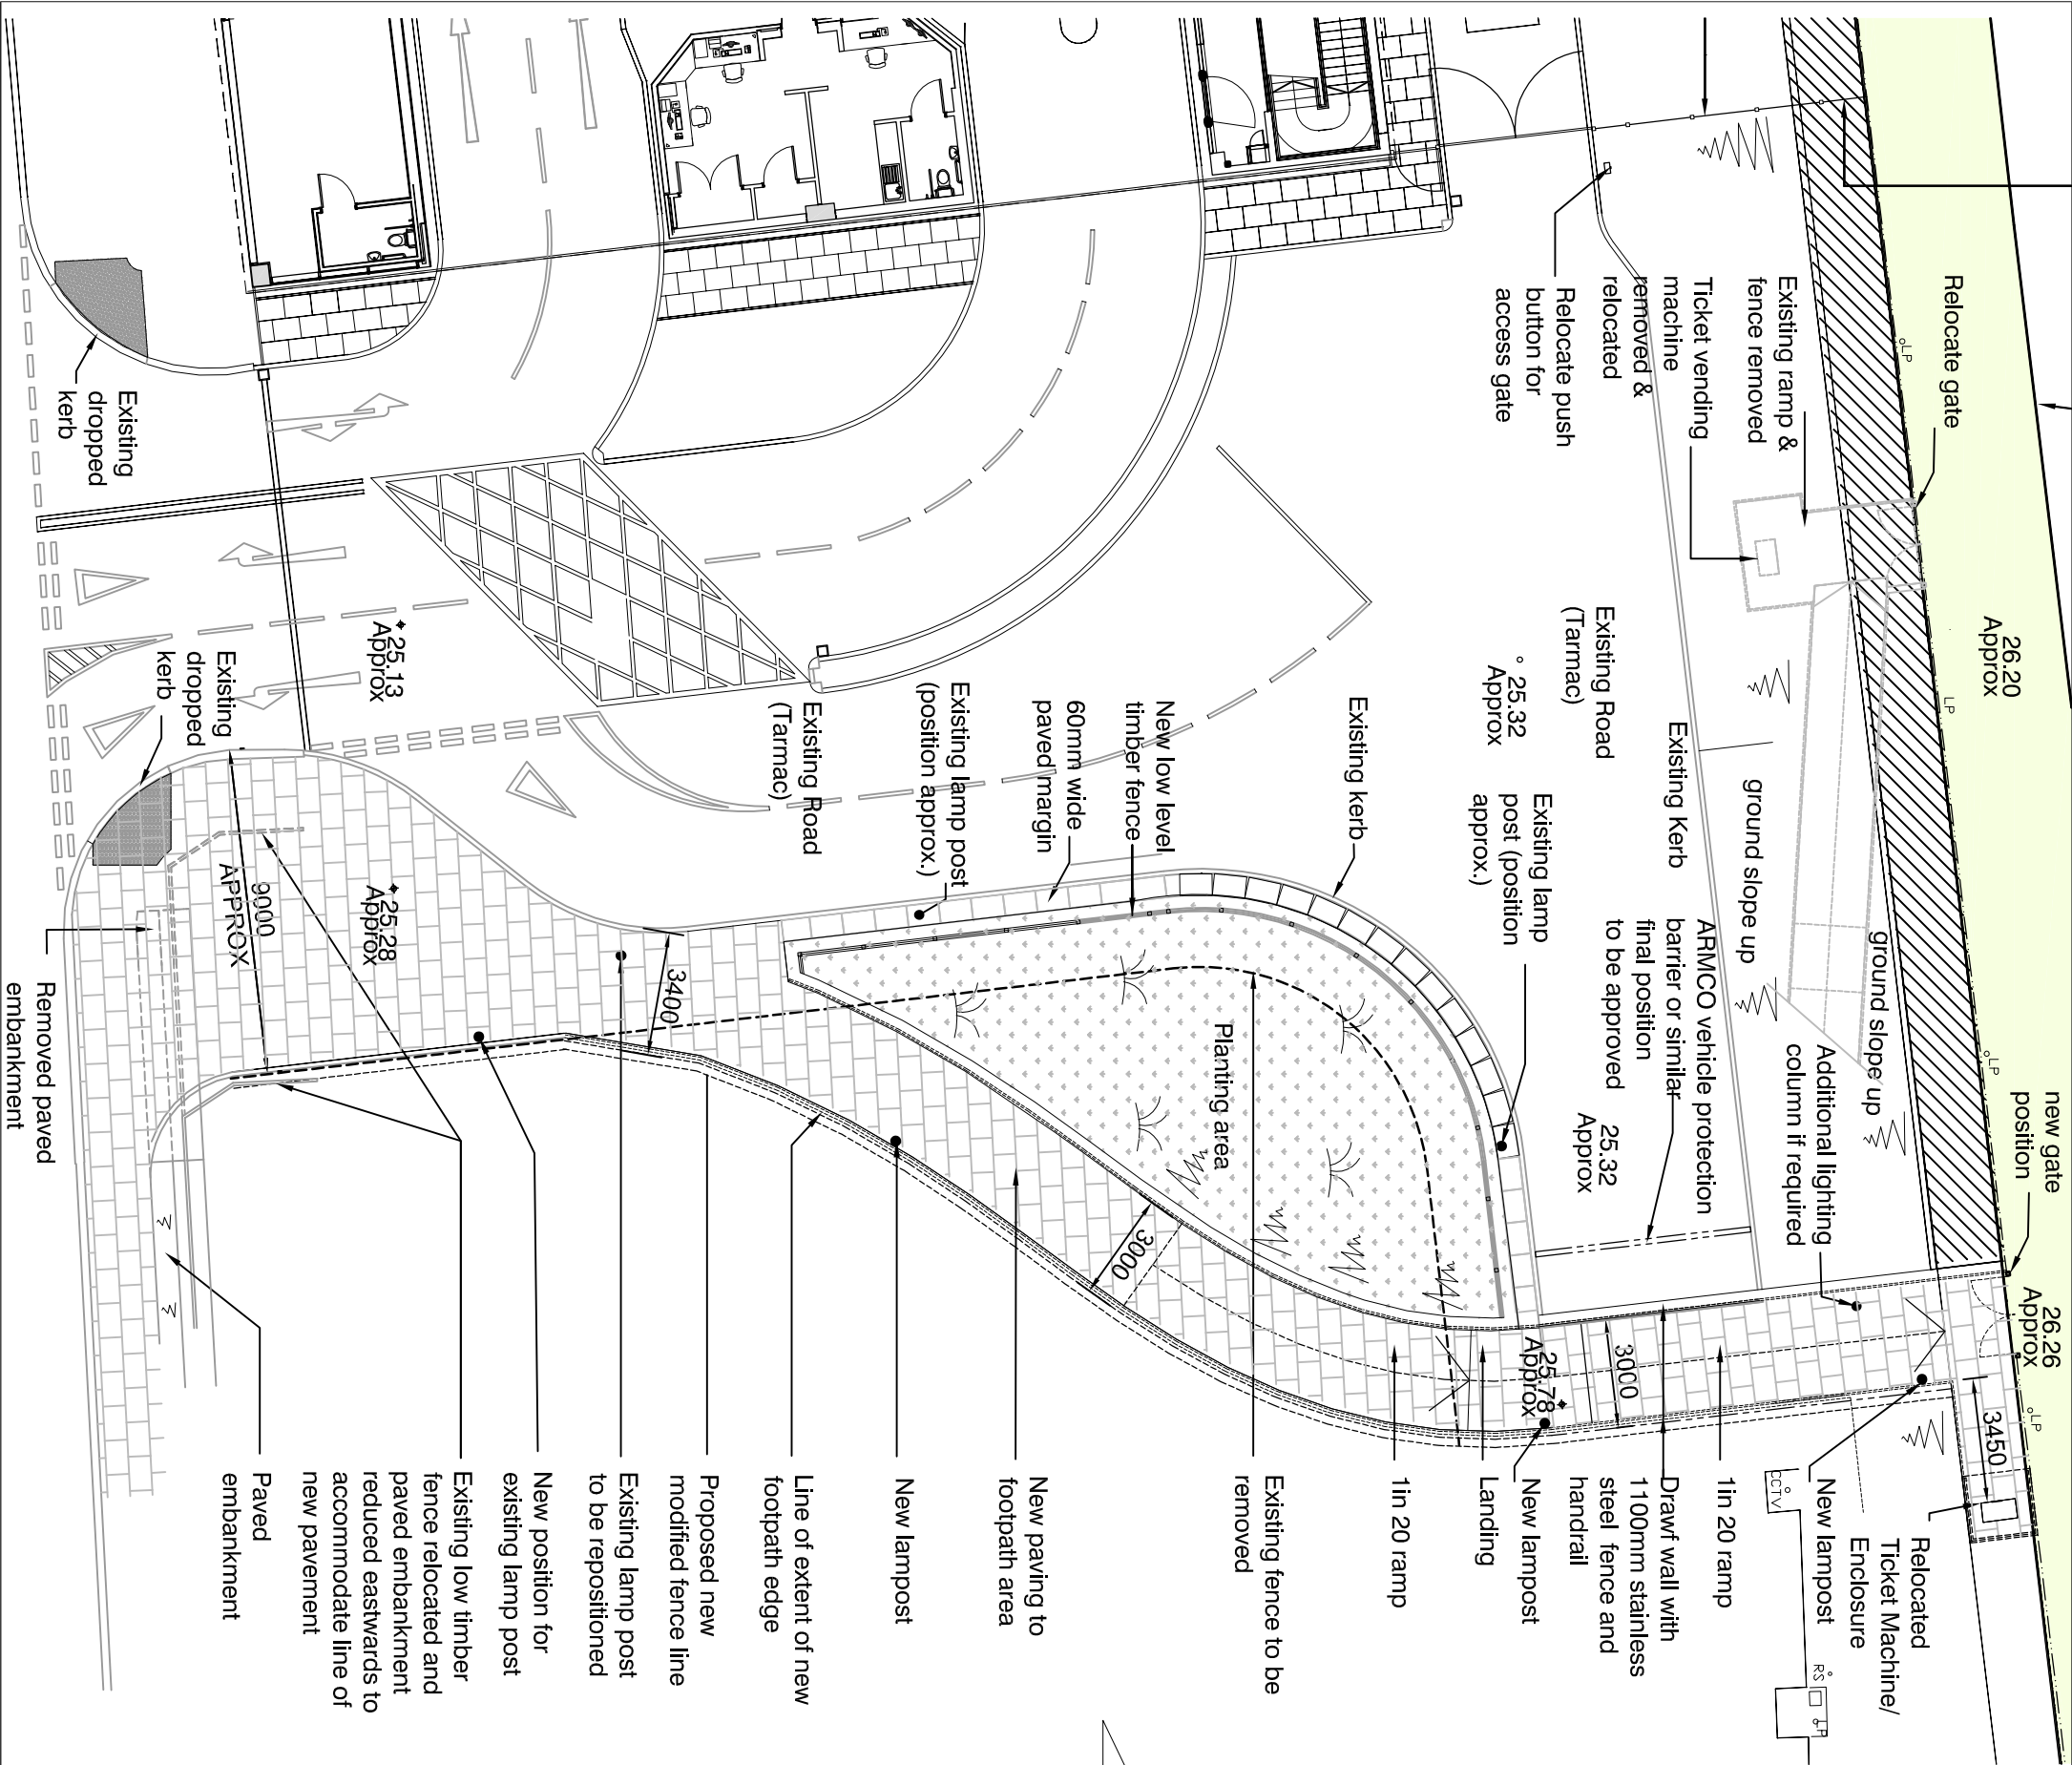 Relocate gate
Existing ramp &
fence removed
Ticket vending
machine
removed &
relocated
Relocate push
button for
access gate
LP
26.20
Approx
LP
Existing
dropped
kerb
25.13
Approx
Existing
dropped
kerb
Existing Road
(Tarmac)
25.32
Approx
Existing Kerb
ground slope up
ground slope up
Existing kerb
New low level
timber fence
60mm wide
paved margin
Existing lamp post
(position approx.)
Existing Road
(Tarmac)
Existing lamp
post (position
approx.)
ARMCO vehicle protection
barrier or similar
final position
to be approved
25.32
Approx
Additional lighting
column if required
LP
new gate
position
26.26
Approx
LP
3450
9000
APPROX
25.28
Approx
3400
Planting area
3000
3000
25.78
Approx
Removed paved
embankment
Relocated
Ticket Machine/
Enclosure
New lampost
CCTV
RS
LP
1in 20 ramp
Drawf wall with
1100mm stainless
steel fence and
handrail
New lampost
Landing
1in 20 ramp
Existing fence to be
removed
New paving to
footpath area
New lampost
Line of extent of new
footpath edge
Proposed new
modified fence line
Existing lamp post
to be repositioned
New position for
existing lamp post
Existing low timber
fence relocated and
paved embankment
reduced eastwards to
accommodate line of
new pavement
Paved
embankment